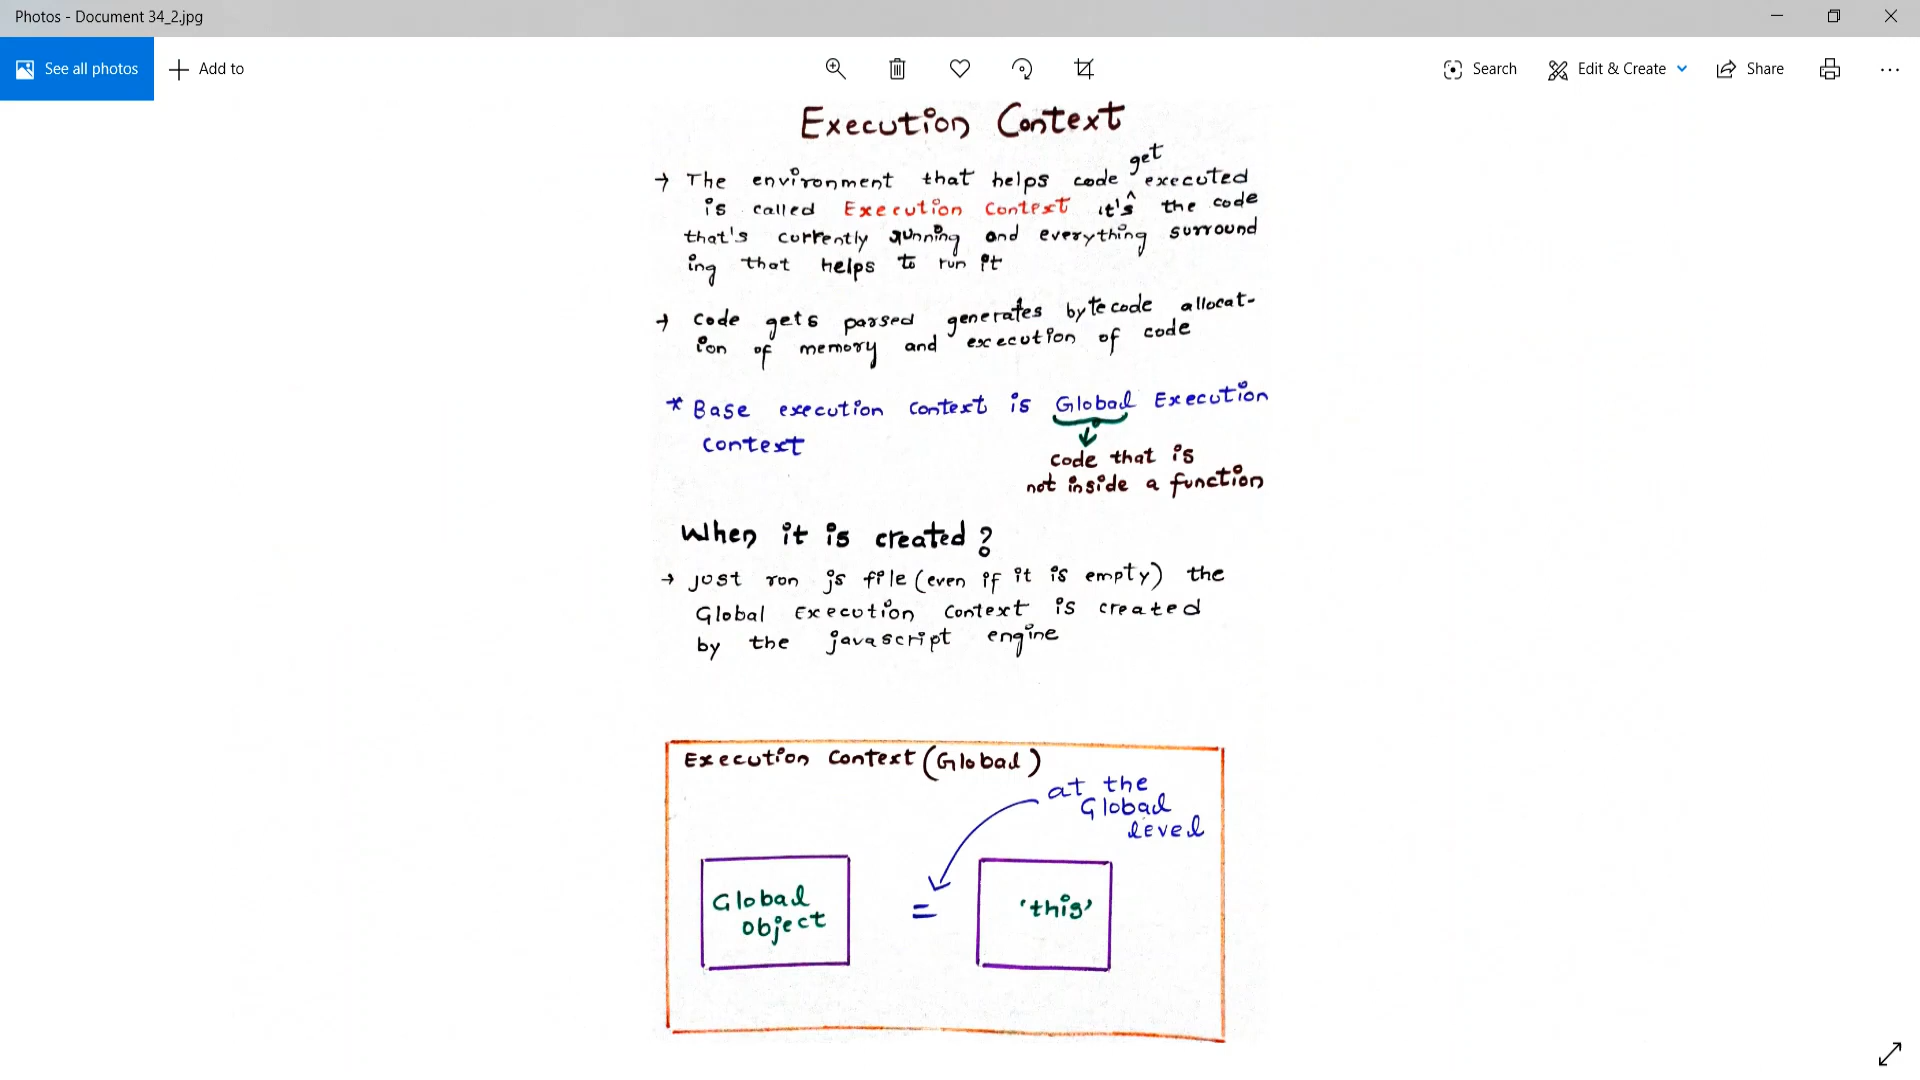 Photos - Document 34_2.jpg
See all photos
Add to
Search
Edit & Create
Share
Execution Context
get
→ The environment that helps code ^ executed
is called Execution Context it's the code
that's currently running and everything surround
ing that helps to run it
→ code gets parsed generates bytecode allocat-
ion of memory and execution of code
* Base execution context is Global Execution
context
code that is
not inside a function
When it is created?
→ just run js file (even if it is empty) the
Global Execution Context is created
by the javascript engine
Execution Context (Global)
at the
Global
level
Global
object
=
'this'